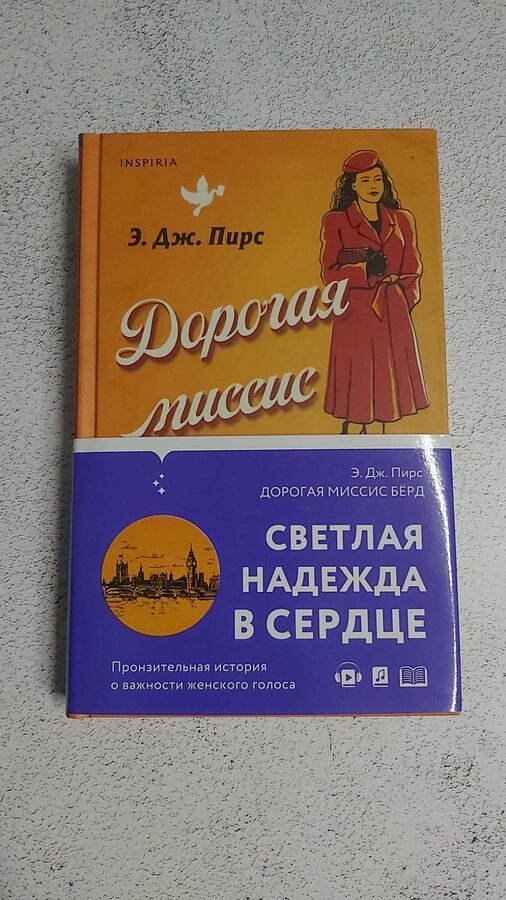 INSPIRIA
Э. Дж. Пирс
Дорогая
миссис
Э. Дж. Пирс
ДОРОГАЯ МИССИС БЁРД
СВЕТЛАЯ
НАДЕЖДА
В СЕРДЦЕ
Пронзительная история
о важности женского голоса